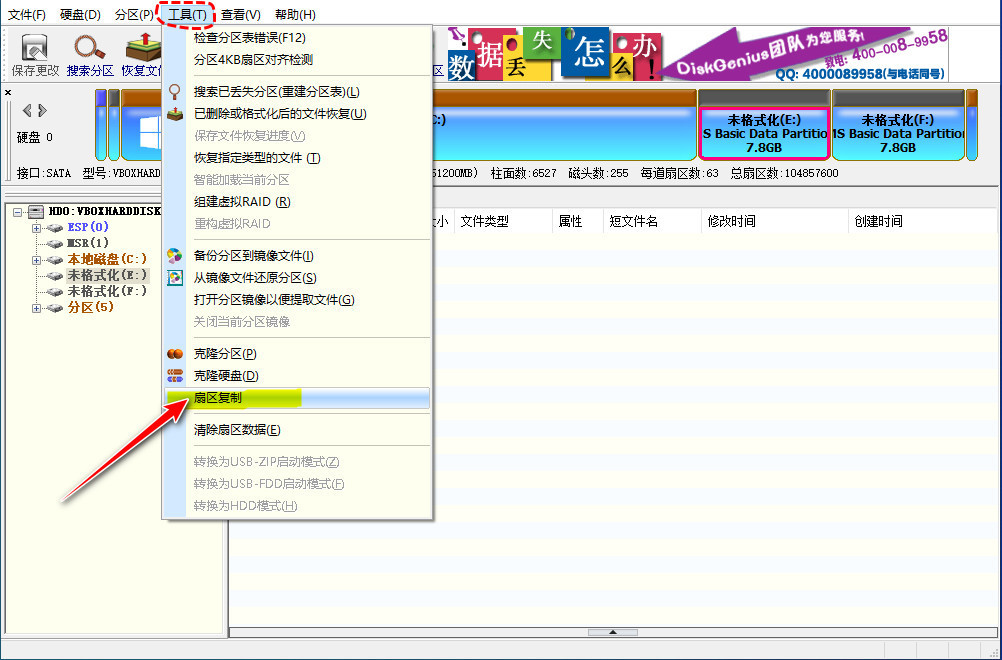 文件(F) 硬盘(D) 分区(P) 工具(T) 查看(V) 帮助(H)
保存更改 搜索分区 恢复文
区
数据丢失怎么办!
DiskGenius团队为您服务!
致电: 400-008-9958
QQ: 4000089958(与电话同号)
检查分区表错误(F12)
分区4KB扇区对齐检测
搜索已丢失分区(重建分区表)(L)
已删除或格式化后的文件恢复(U)
保存文件恢复进度(V)
恢复指定类型的文件 (T)
智能加载当前分区
组建虚拟RAID (R)
重构虚拟RAID
备份分区到镜像文件(I)
从镜像文件还原分区(S)
打开分区镜像以便提取文件(G)
关闭当前分区镜像
克隆分区(P)
克隆硬盘(D)
扇区复制
清除扇区数据(E)
转换为USB-ZIP启动模式(Z)
转换为USB-FDD启动模式(F)
转换为HDD模式(H)
硬盘 0
C:)
未格式化(E:)
S Basic Data Partitio
7.8GB
未格式化(F:)
MS Basic Data Partition
7.8GB
接口:SATA 型号:VBOXHARD
51200MB) 柱面数:6527 磁头数:255 每道扇区数:63 总扇区数:104857600
HD0:VBOXHARDDISK
ESP(0)
MSR(1)
本地磁盘(C:)
未格式化(E:)
未格式化(F:)
分区(5)
大小 文件类型 属性 短文件名 修改时间 创建时间